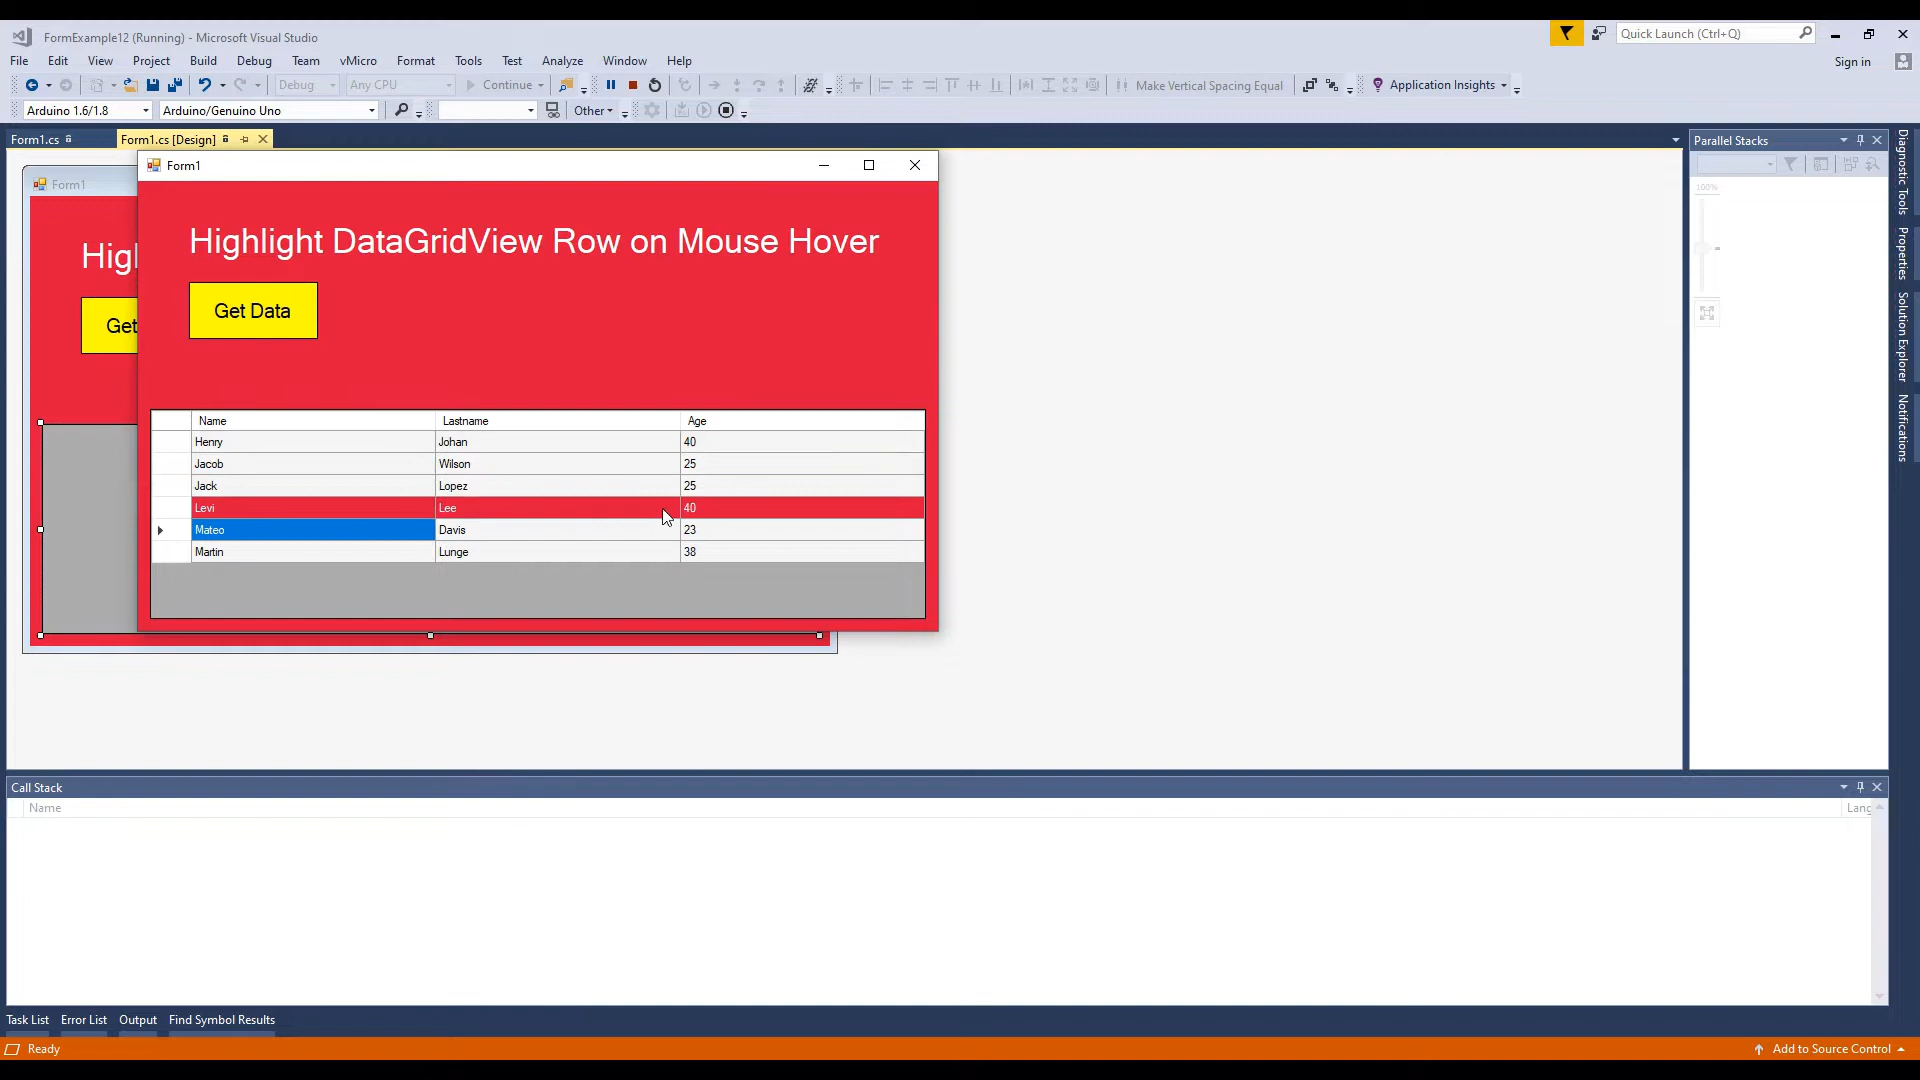 FormExample12 (Running) - Microsoft Visual Studio
Quick Launch (Ctrl+Q)
File Edit View Project Build Debug Team vMicro Format Tools Test Analyze Window Help
Sign in
Debug Any CPU Continue Make Vertical Spacing Equal Application Insights
Arduino 1.6/1.8 Arduino/Genuino Uno Other
Form1.cs Form1.cs [Design]
Parallel Stacks
Form1
Form1
100%
Highlight DataGridView Row on Mouse Hover
High
Get Data
Get
Name Lastname Age
Henry Johan 40
Jacob Wilson 25
Jack Lopez 25
Levi Lee 40
Mateo Davis 23
Martin Lunge 38
Diagnostic Tools
Properties
Solution Explorer
Notifications
Call Stack
Name Lang
Task List Error List Output Find Symbol Results
Ready Add to Source Control